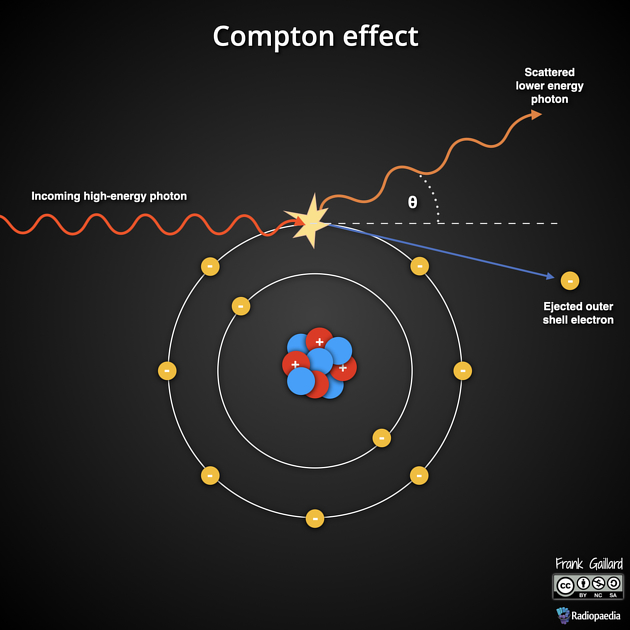 Compton effect
Scattered
lower energy
photon
Incoming high-energy photon
θ
-
-
-
-
Ejected outer
shell electron
+
+
+
-
-
-
-
-
-
Frank Gaillard
cc
BY NC SA
Radiopaedia